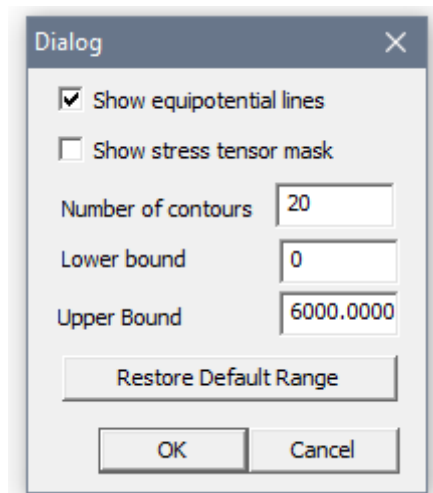 Dialog
Show equipotential lines
Show stress tensor mask
Number of contours 20
Lower bound 0
Upper Bound 6000.0000
Restore Default Range
OK Cancel